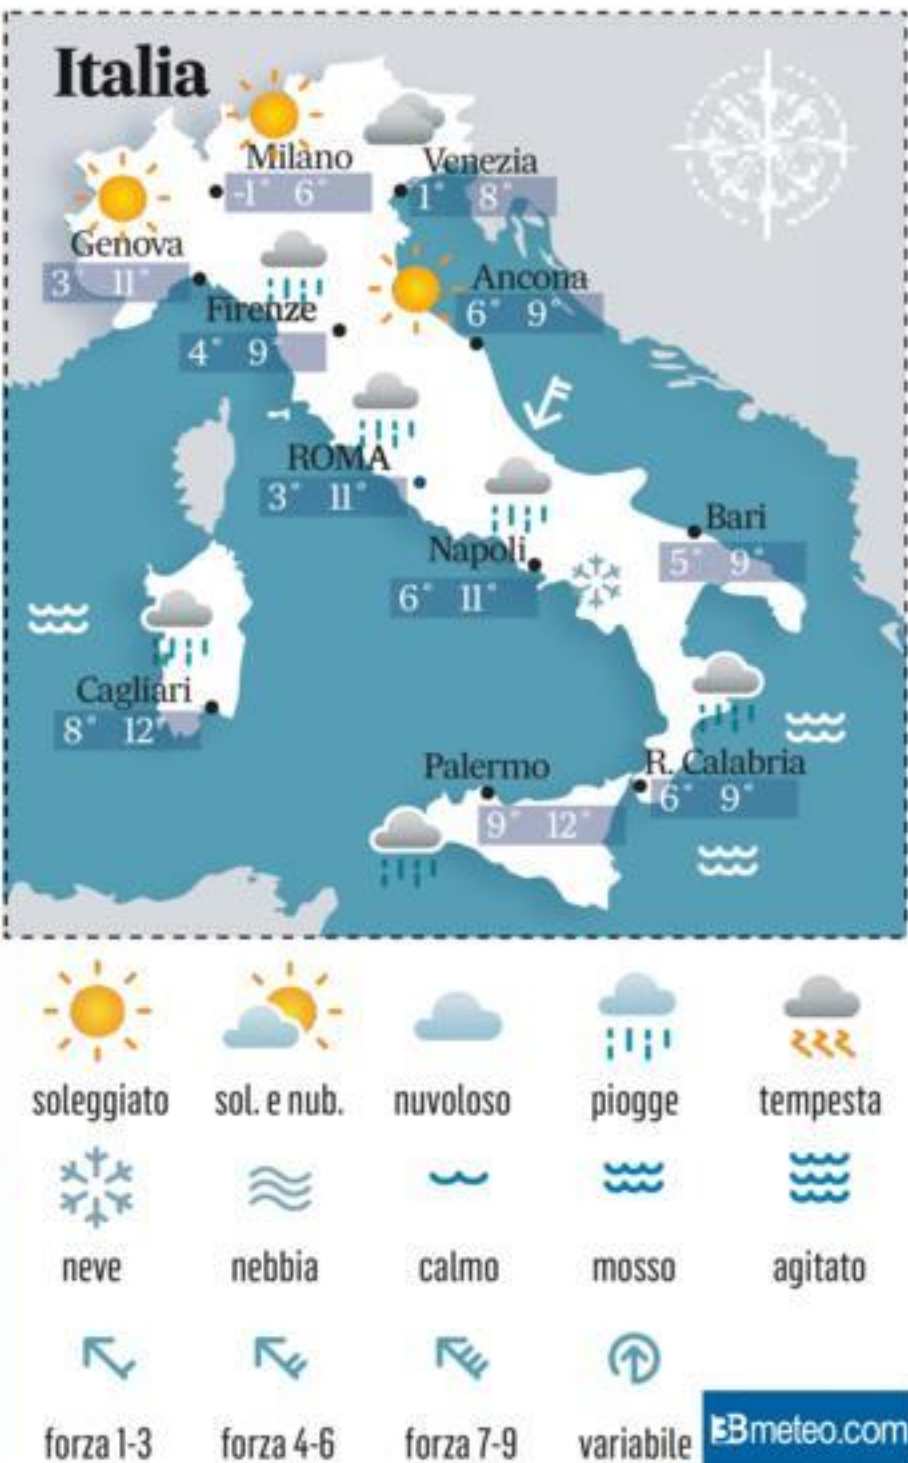 Italia
Milano
-1° 6°
Venezia
1° 8°
Genova
3° 11°
Firenze
4° 9°
Ancona
6° 9°
ROMA
3° 11°
Napoli
6° 11°
Bari
5° 9°
Cagliari
8° 12°
Palermo
9° 12°
R. Calabria
6° 9°
soleggiato sol. e nub. nuvoloso piogge tempesta
neve nebbia calmo mosso agitato
forza 1-3 forza 4-6 forza 7-9 variabile
3Bmeteo.com